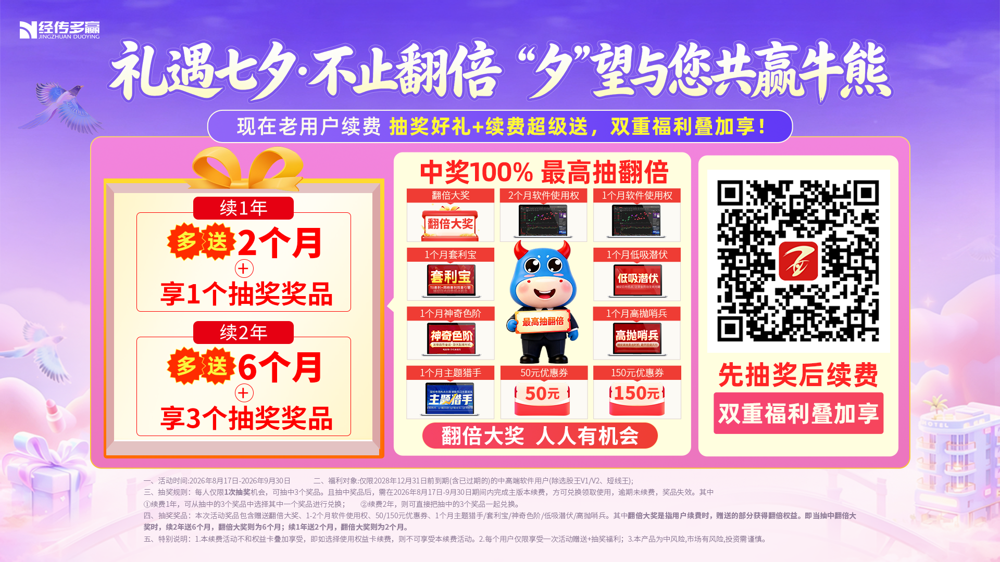 经传多赢
JINGZHUAN DUOYING
礼遇七夕·不止翻倍 “夕”望与您共赢牛熊
现在老用户续费 抽奖好礼+续费超级送，双重福利叠加享！
续1年
多送2个月
+
享1个抽奖奖品
续2年
多送6个月
+
享3个抽奖奖品
中奖100% 最高抽翻倍
翻倍大奖
翻倍大奖
2个月软件使用权
1个月软件使用权
1个月套利宝
套利宝
T0套利+网格套利双重引擎
1个月低吸潜伏
低吸潜伏
1个月神奇色阶
神奇色阶
最高抽翻倍
1个月高抛哨兵
高抛哨兵
1个月主题猎手
主题猎手
50元优惠券
50元
150元优惠券
150元
翻倍大奖 人人有机会
先抽奖后续费
双重福利叠加享
HOTEL
一、活动时间:2026年8月17日-2026年9月30日 二、福利对象:仅限2028年12月31日前到期(含已过期的)的中高端软件用户(除选股王V1/V2、短线王);
三、抽奖规则：每人仅限1次抽奖机会，可抽中3个奖品。且抽中奖品后，需在2026年8月17日-9月30日期间内完成主版本续费，方可兑换领取使用，逾期未续费，奖品失效。其中
①续费1年，可从抽中的3个奖品中选择其中一个奖品进行兑换； ②续费2年，则可直接把抽中的3个奖品一起兑换。
四、抽奖奖品：本次活动奖品包含赠送翻倍大奖、1-2个月软件使用权、50/150元优惠券、1个月主题猎手/套利宝/神奇色阶/低吸潜伏/高抛哨兵。其中翻倍大奖是指用户续费时，赠送的部分获得翻倍权益。即当抽中翻倍大
奖时，续2年送6个月，翻倍大奖则为6个月；续1年送2个月，翻倍大奖则为2个月。
五、特别说明：1.本续费活动不和权益卡叠加享受，即如选择使用权益卡续费，则不可享受本续费活动。2.每个用户仅限享受一次活动赠送+抽奖福利；3.本产品为中风险,市场有风险,投资需谨慎。